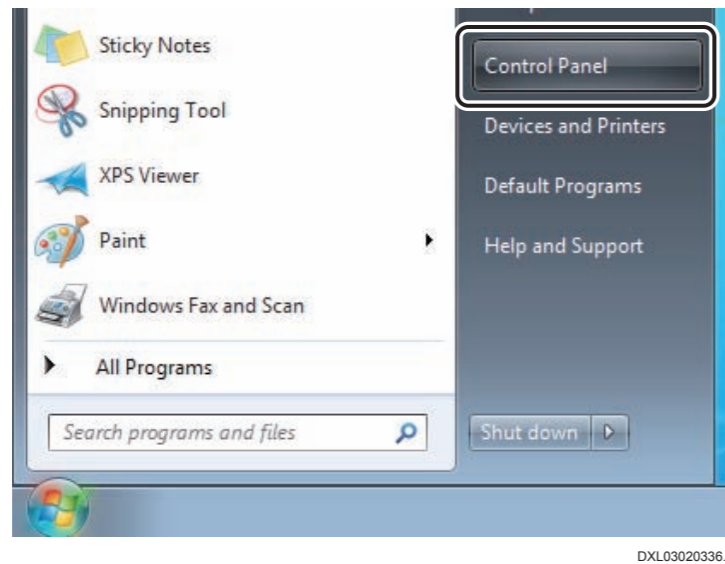 Sticky Notes
Snipping Tool
XPS Viewer
Paint
Windows Fax and Scan
All Programs
Search programs and files
Control Panel
Devices and Printers
Default Programs
Help and Support
Shut down
DXL03020336.